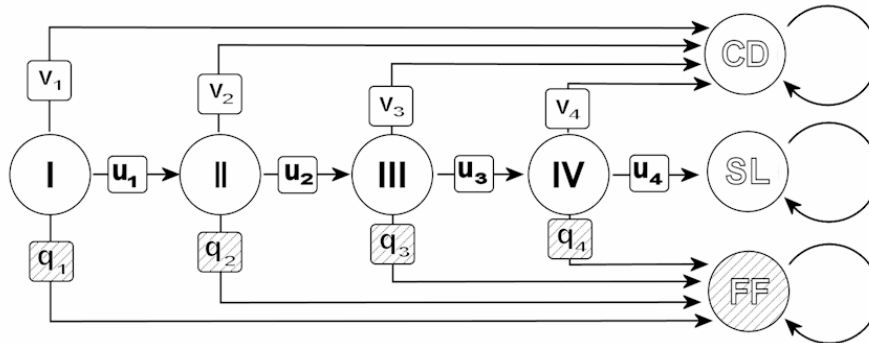 CD
v₁
v₂
v₃
v₄
I u₁ II u₂ III u₃ IV u₄ SL
q₁
q₂
q₃
q₄
FF